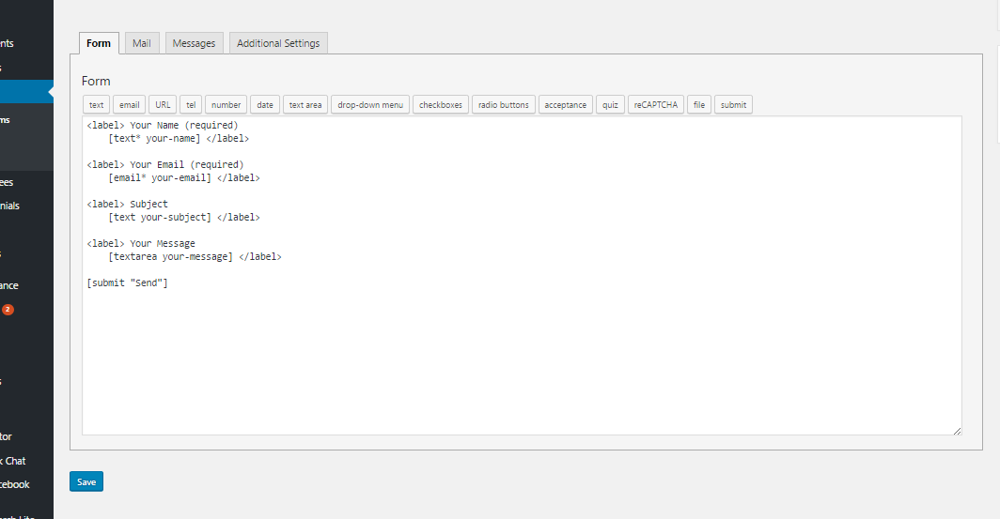 Form Mail Messages Additional Settings
Form
text email URL tel number date text area drop-down menu checkboxes radio buttons acceptance quiz reCAPTCHA file submit
<label> Your Name (required)
[text* your-name] </label>
<label> Your Email (required)
[email* your-email] </label>
<label> Subject
[text your-subject] </label>
<label> Your Message
[textarea your-message] </label>
[submit "Send"]
Save
nts
ms
ees
nials
ance
2
tor
k Chat
cebook